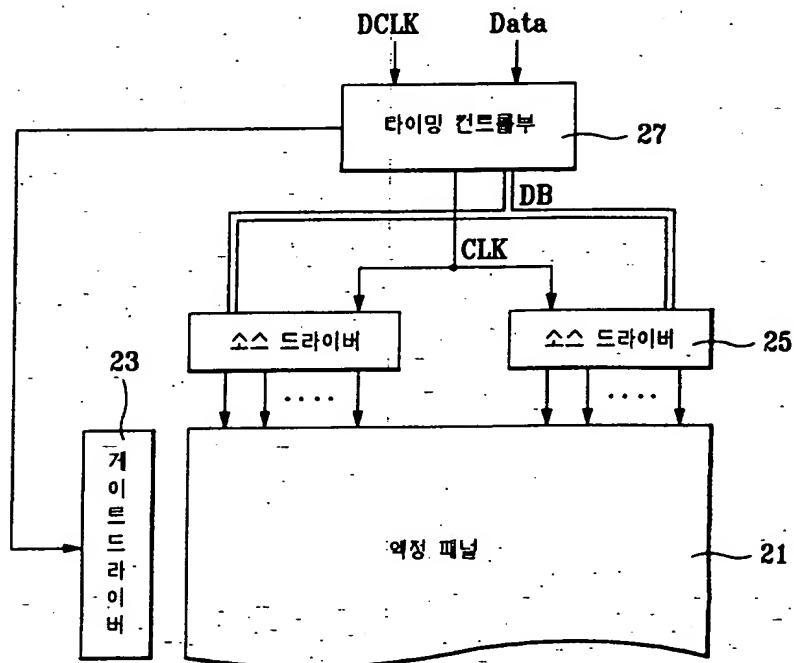 DCLK Data
타이밍 컨트롤부
27
DB
CLK
소스 드라이버
소스 드라이버
25
23
게이트드라이버
액정 패널
21